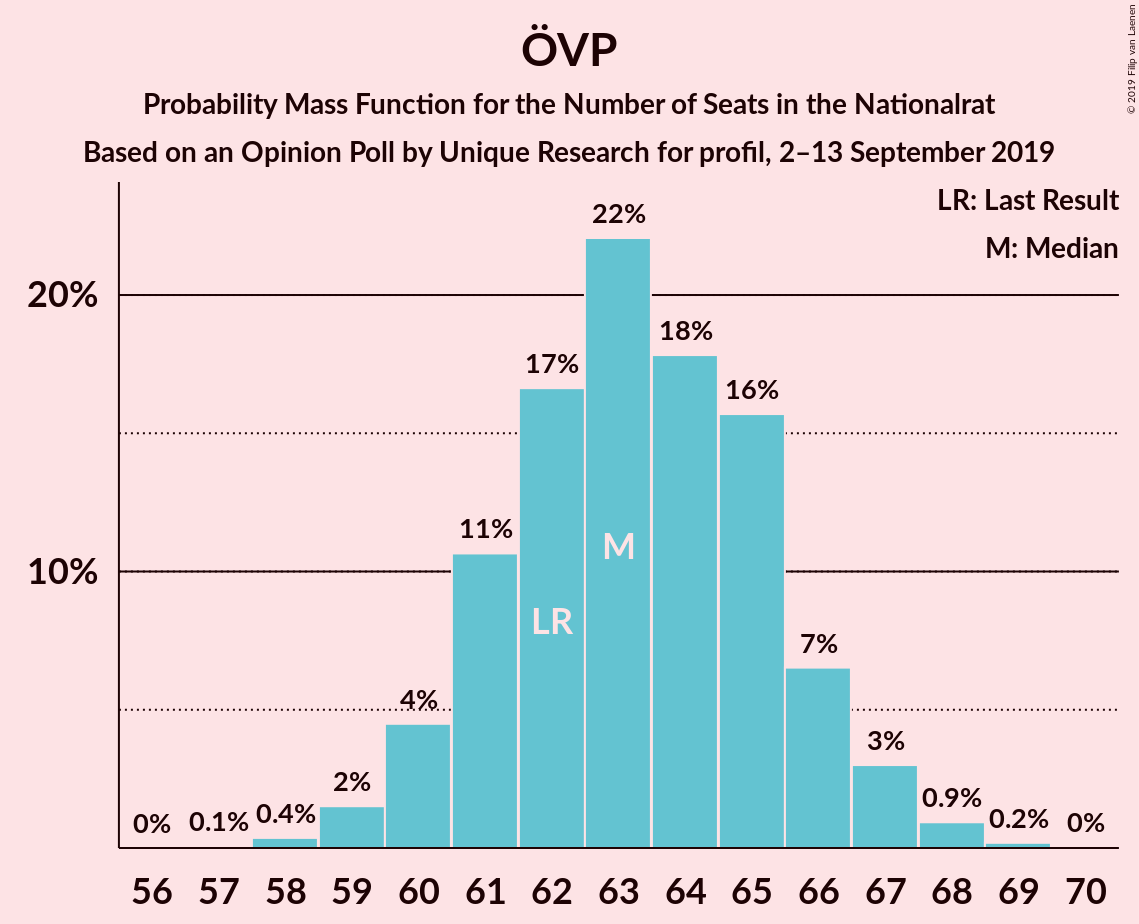 ÖVP
Probability Mass Function for the Number of Seats in the Nationalrat
Based on an Opinion Poll by Unique Research for profil, 2–13 September 2019
© 2019 Filip van Laenen
LR: Last Result
M: Median
20%
10%
0% 0.1% 0.4% 2% 4% 11% 17% 22% 18% 16% 7% 3% 0.9% 0.2% 0%
LR
M
56 57 58 59 60 61 62 63 64 65 66 67 68 69 70